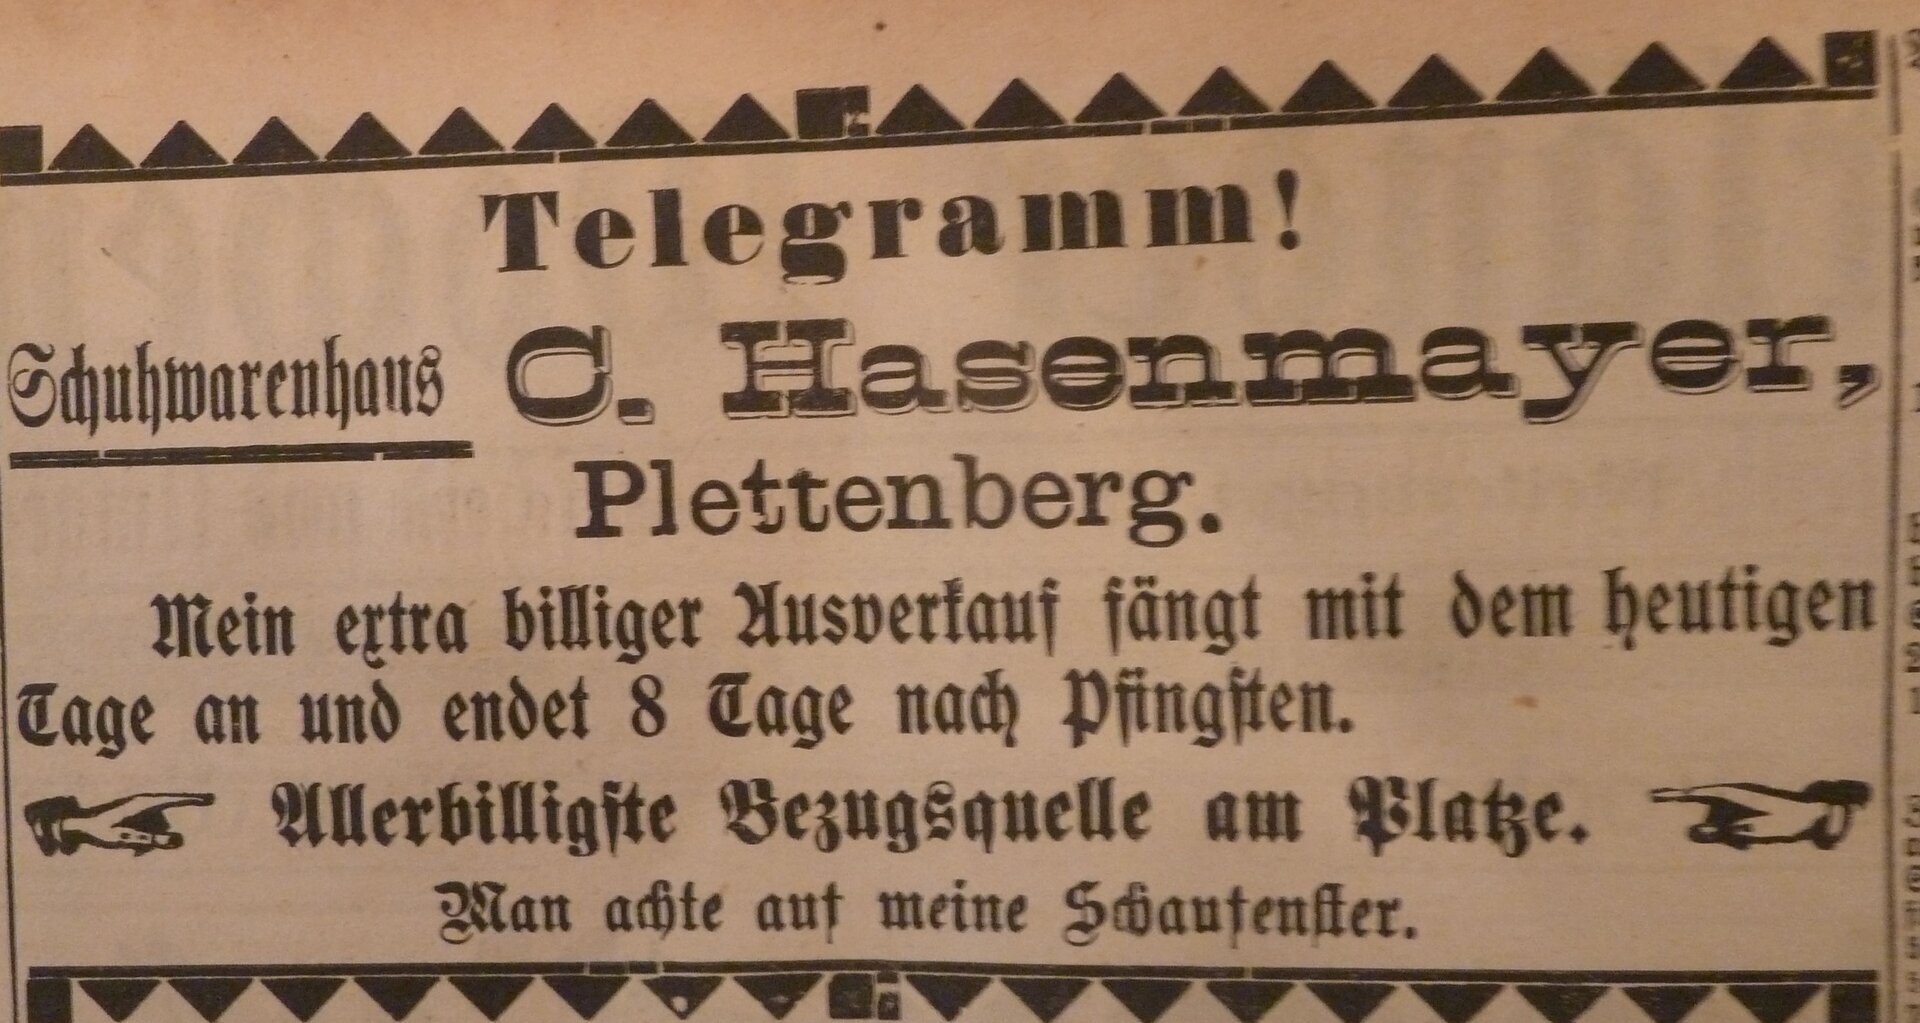 Telegramm!
Schuhwarenhaus C. Hasenmayer,
Plettenberg.
Mein extra billiger Ausverkauf fängt mit dem heutigen
Tage an und endet 8 Tage nach Pfingsten.
Allerbilligste Bezugsquelle am Platze.
Man achte auf meine Schaufenster.